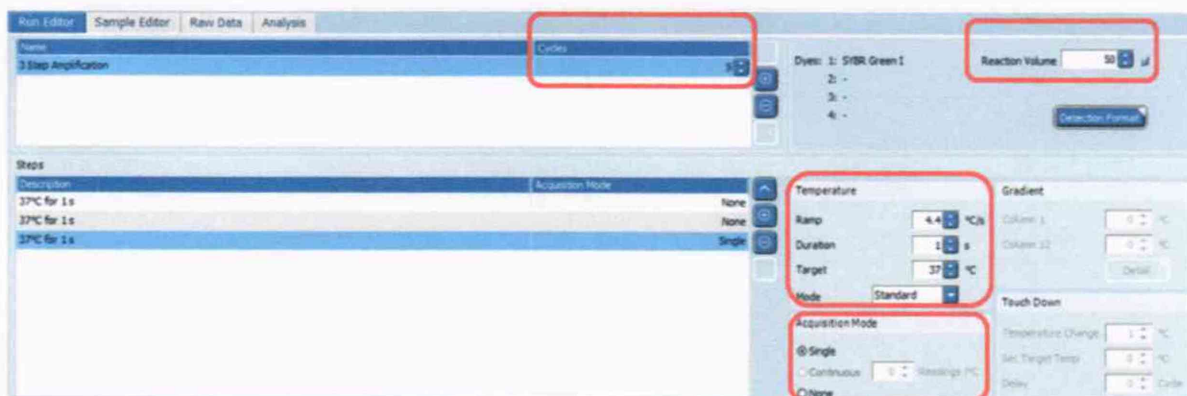 Run Editor Sample Editor Raw Data Analysis
Name Cycles
3 Step Amplification 5
Dyes: 1: SYBR Green I
2: -
3: -
4: -
Reaction Volume 50 µl
Detection Format
Steps
Description Acquisition Mode
37°C for 1 s None
37°C for 1 s None
37°C for 1 s Single
Temperature
Ramp 4.4 °C/s
Duration 1 s
Target 37 °C
Mode Standard
Acquisition Mode
Single
Continuous 0 Readings /°C
None
Gradient
Column 1 0 °C
Column 12 0 °C
Detail
Touch Down
Temperature Change 1 °C
Sec Target Temp 0 °C
Delay 0 Cycle